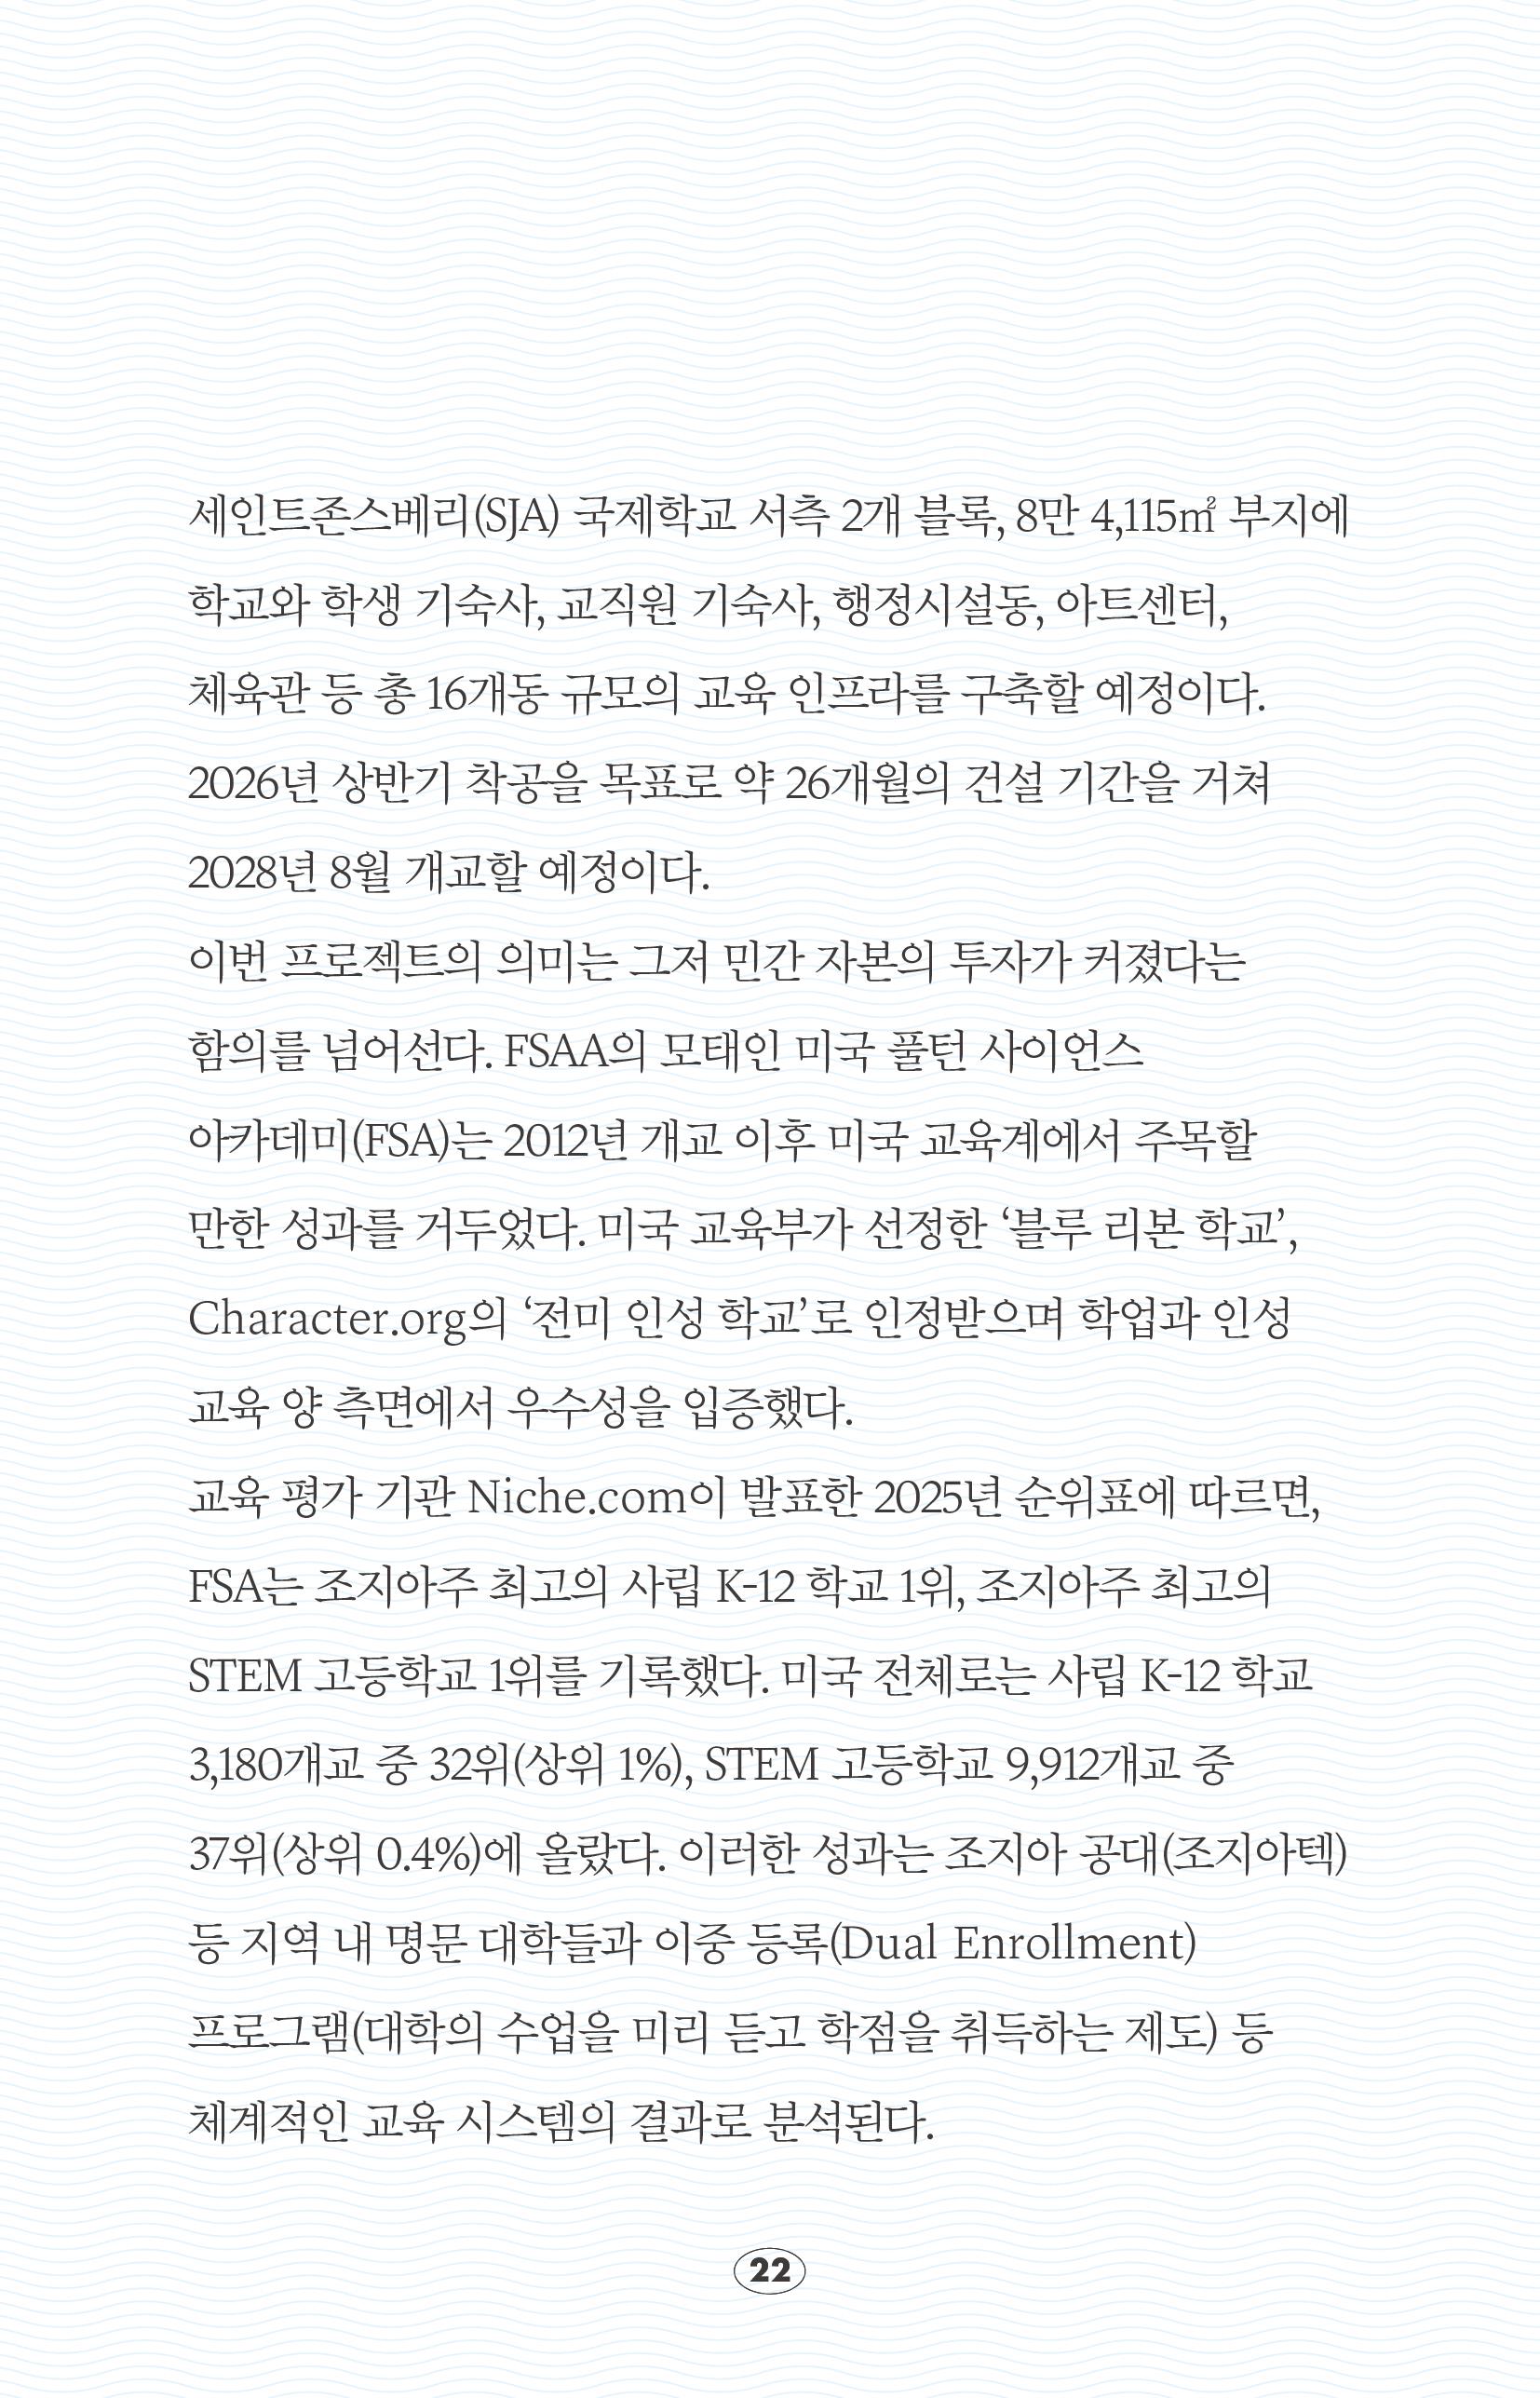 세인트존스베리(SJA) 국제학교 서측 2개 블록, 8만 4,115㎡ 부지에
학교와 학생 기숙사, 교직원 기숙사, 행정시설동, 아트센터,
체육관 등 총 16개동 규모의 교육 인프라를 구축할 예정이다.
2026년 상반기 착공을 목표로 약 26개월의 건설 기간을 거쳐
2028년 8월 개교할 예정이다.
이번 프로젝트의 의미는 그저 민간 자본의 투자가 커졌다는
함의를 넘어선다. FSAA의 모태인 미국 풀턴 사이언스
아카데미(FSA)는 2012년 개교 이후 미국 교육계에서 주목할
만한 성과를 거두었다. 미국 교육부가 선정한 ‘블루 리본 학교’,
Character.org의 ‘전미 인성 학교’로 인정받으며 학업과 인성
교육 양 측면에서 우수성을 입증했다.
교육 평가 기관 Niche.com이 발표한 2025년 순위표에 따르면,
FSA는 조지아주 최고의 사립 K-12 학교 1위, 조지아주 최고의
STEM 고등학교 1위를 기록했다. 미국 전체로는 사립 K-12 학교
3,180개교 중 32위(상위 1%), STEM 고등학교 9,912개교 중
37위(상위 0.4%)에 올랐다. 이러한 성과는 조지아 공대(조지아텍)
등 지역 내 명문 대학들과 이중 등록(Dual Enrollment)
프로그램(대학의 수업을 미리 듣고 학점을 취득하는 제도) 등
체계적인 교육 시스템의 결과로 분석된다.
22